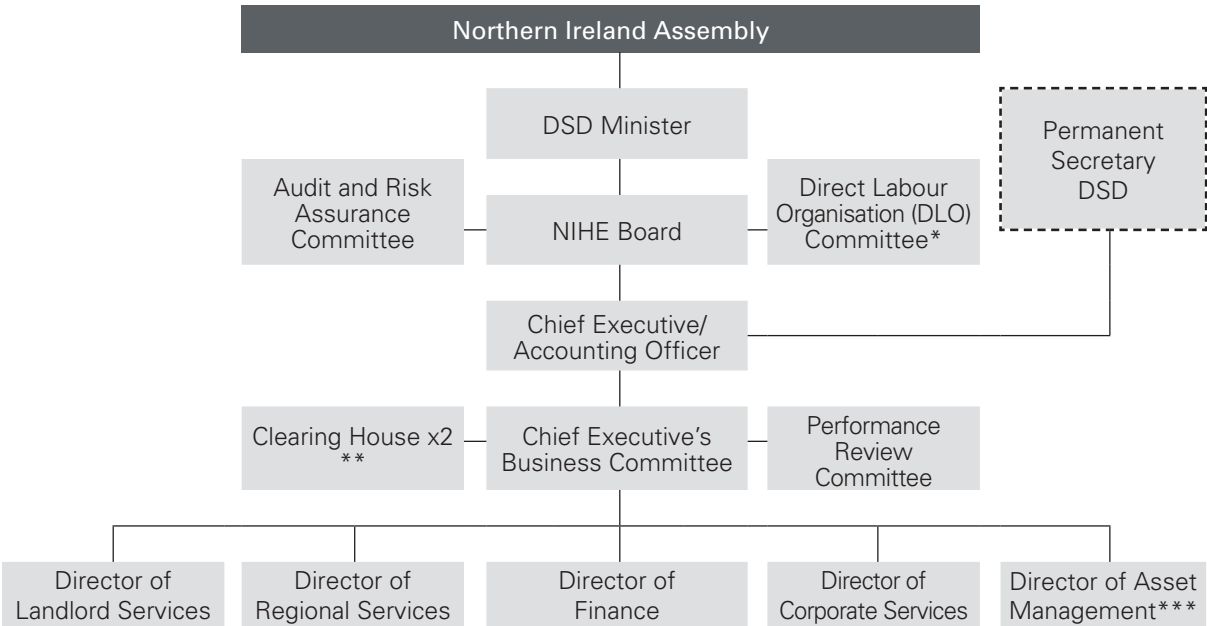 Northern Ireland Assembly
DSD Minister
Permanent
Secretary
DSD
Audit and Risk
Assurance
Committee
NIHE Board
Direct Labour
Organisation (DLO)
Committee*
Chief Executive/
Accounting Officer
Clearing House x2
**
Chief Executive's
Business Committee
Performance
Review
Committee
Director of
Landlord Services
Director of
Regional Services
Director of
Finance
Director of
Corporate Services
Director of Asset
Management***